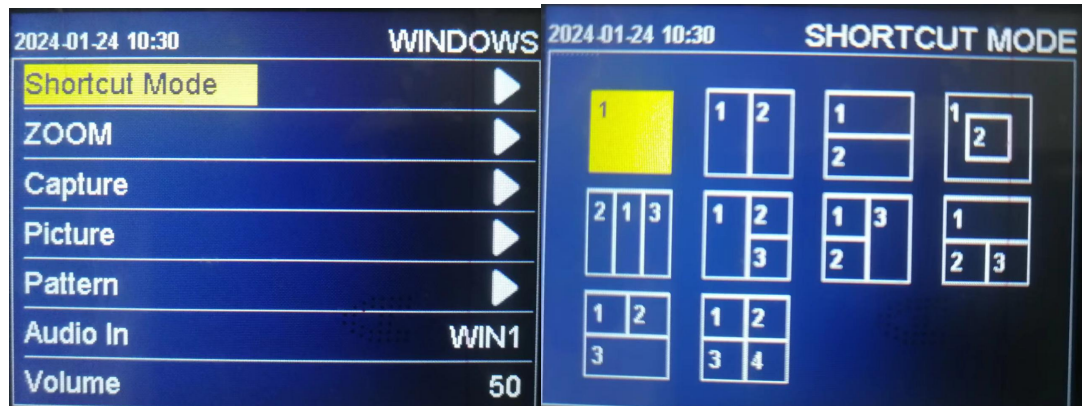 2024-01-24 10:30 WINDOWS
Shortcut Mode
ZOOM
Capture
Picture
Pattern
Audio In WIN1
Volume 50
2024-01-24 10:30 SHORTCUT MODE
1 1 2 1 1
2 2
2 1 3 1 2 1 3 1
3 2 2 3
1 2 1 2
3 3 4